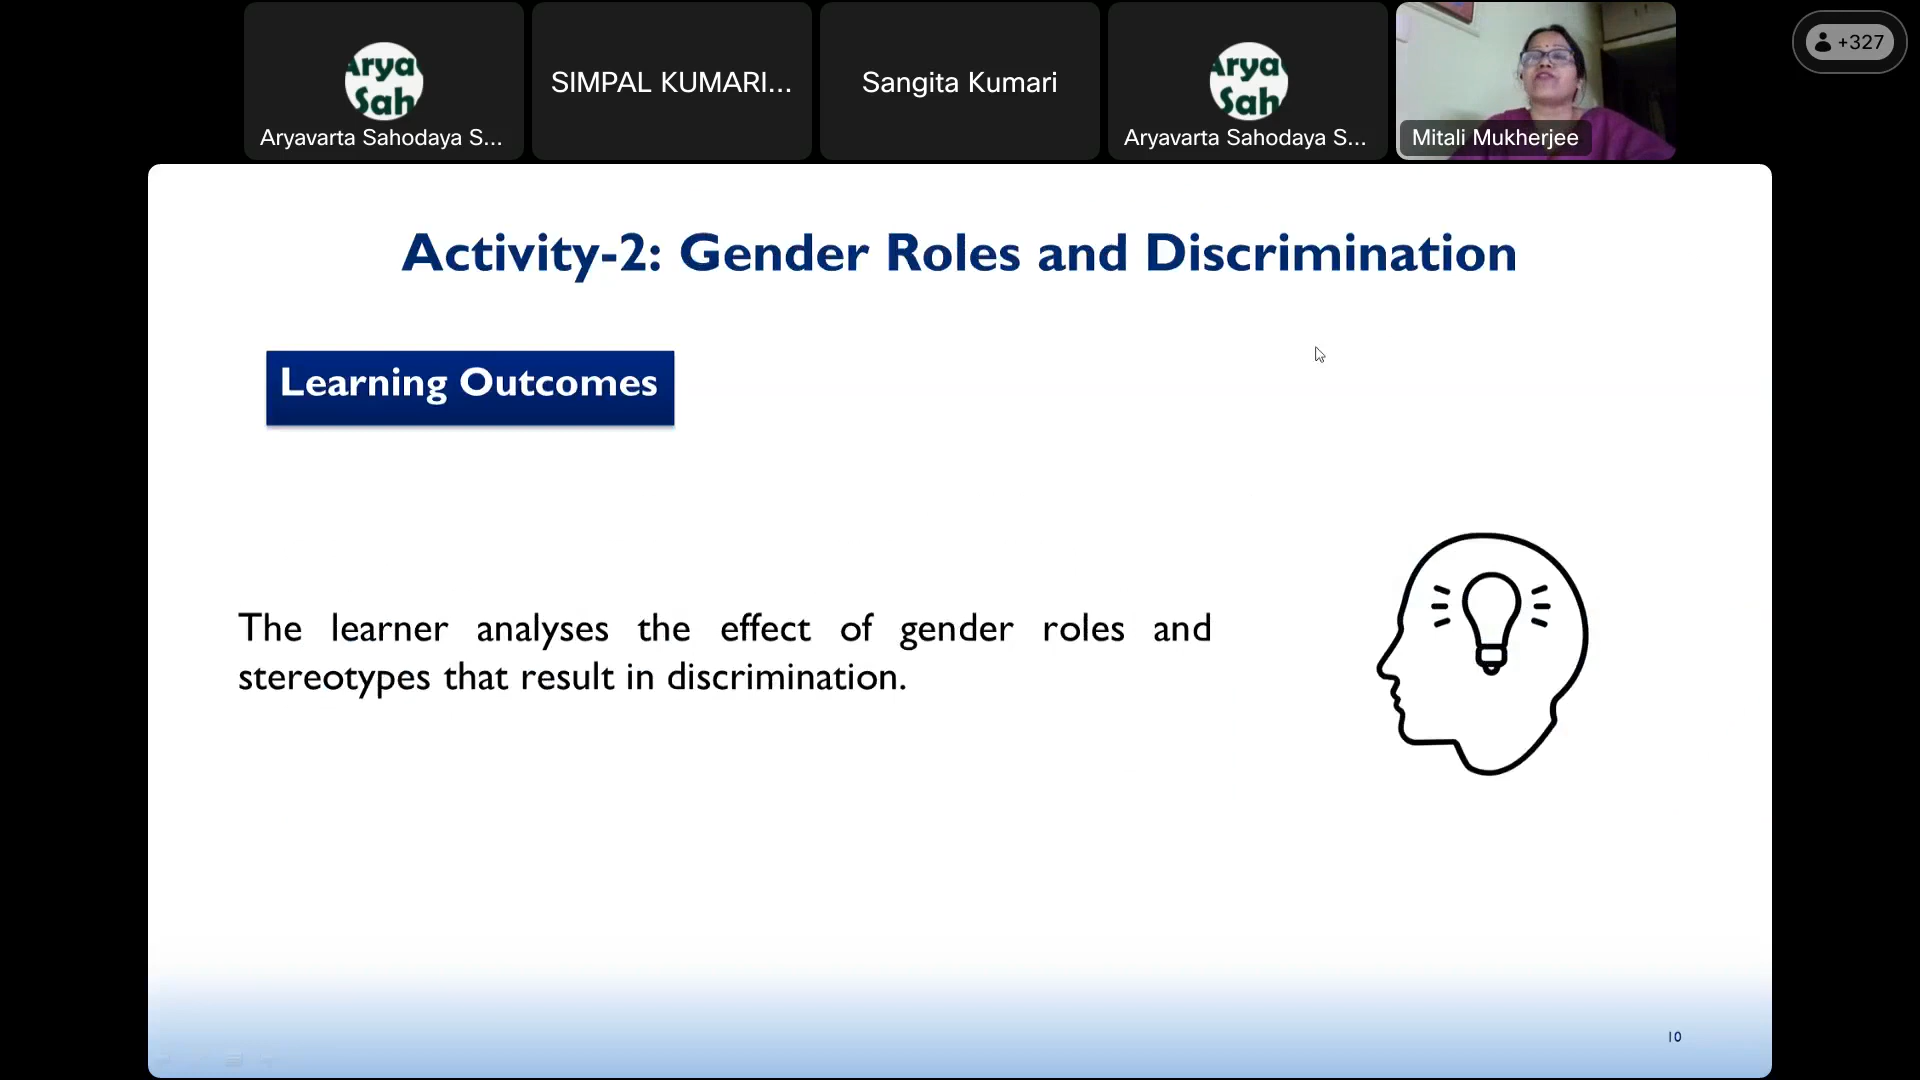 Arya
Sah
Aryavarta Sahodaya S...
SIMPAL KUMARI...
Sangita Kumari
Arya
Sah
Aryavarta Sahodaya S...
Mitali Mukherjee
+327
Activity-2: Gender Roles and Discrimination
Learning Outcomes
The learner analyses the effect of gender roles and
stereotypes that result in discrimination.
10